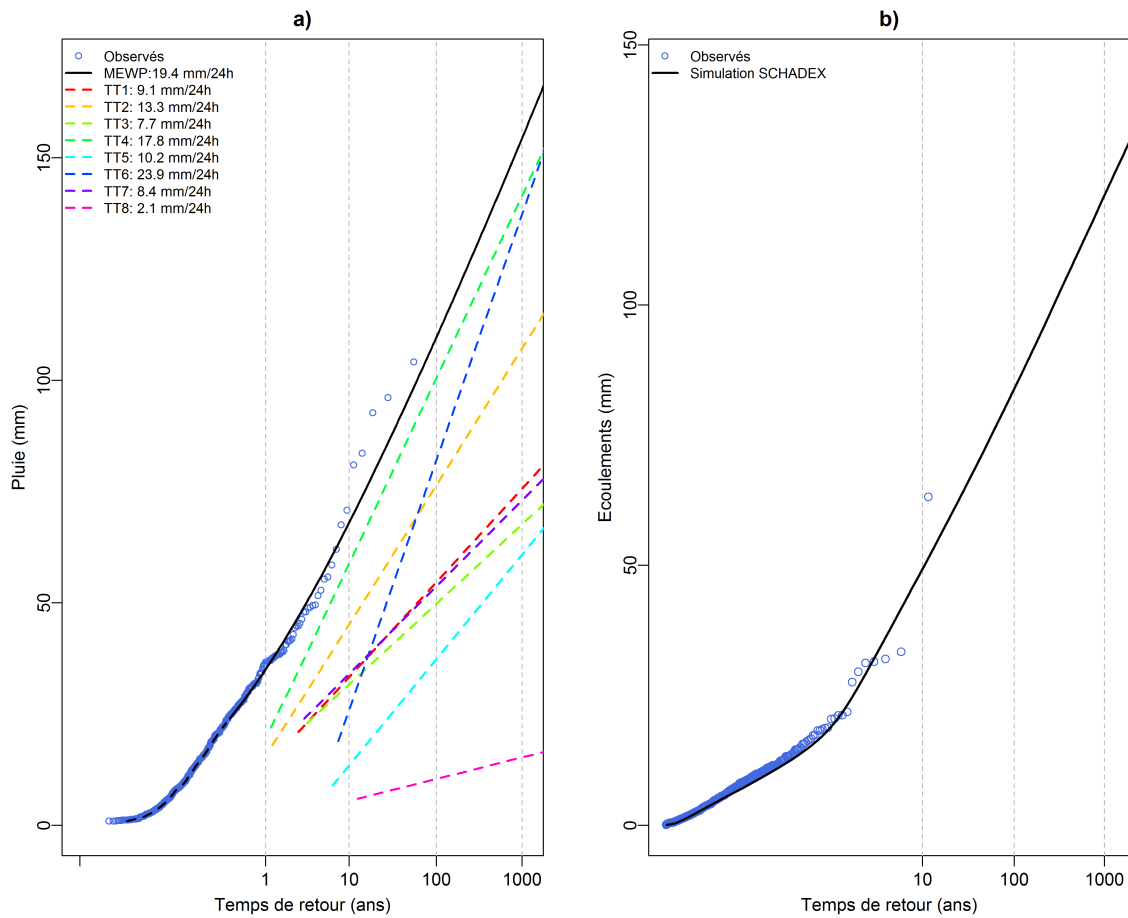 a)
Observés
MEWP:19.4 mm/24h
TT1: 9.1 mm/24h
TT2: 13.3 mm/24h
TT3: 7.7 mm/24h
TT4: 17.8 mm/24h
TT5: 10.2 mm/24h
TT6: 23.9 mm/24h
TT7: 8.4 mm/24h
TT8: 2.1 mm/24h
150
100
50
0
Pluie (mm)
1 10 100 1000
Temps de retour (ans)
b)
Observés
Simulation SCHADEX
150
100
50
0
Ecoulements (mm)
10 100 1000
Temps de retour (ans)